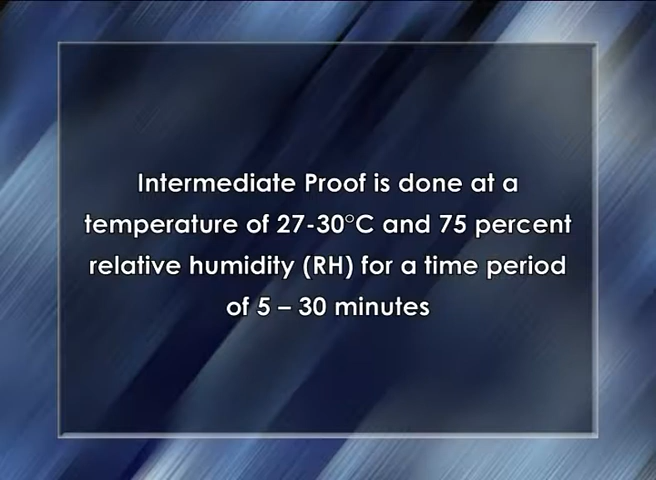 Intermediate Proof is done at a
temperature of 27-30°C and 75 percent
relative humidity (RH) for a time period
of 5 – 30 minutes